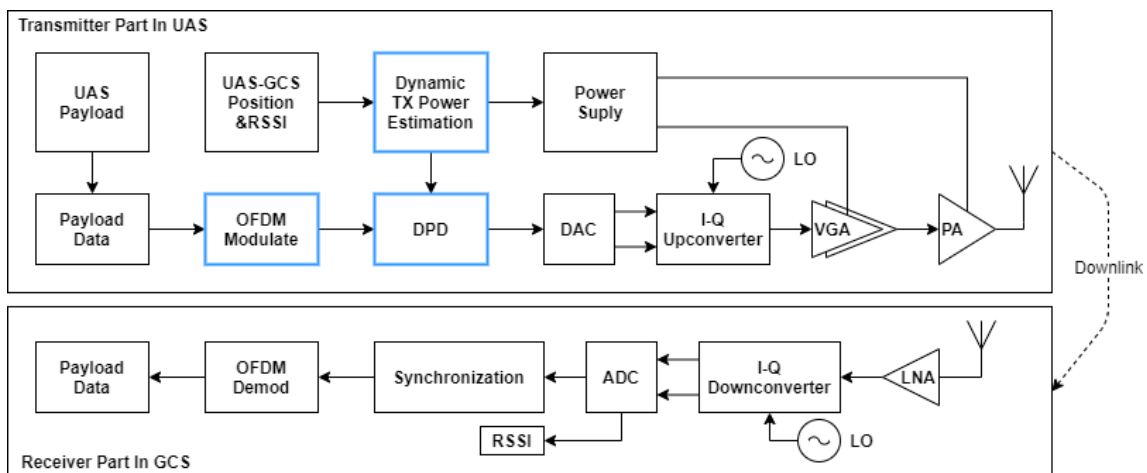 Transmitter Part In UAS
UAS
Payload
UAS-GCS
Position
&RSSI
Dynamic
TX Power
Estimation
Power
Suply
LO
Payload
Data
OFDM
Modulate
DPD
DAC
I-Q
Upconverter
VGA
PA
Downlink
Payload
Data
OFDM
Demod
Synchronization
ADC
I-Q
Downconverter
LNA
RSSI
LO
Receiver Part In GCS